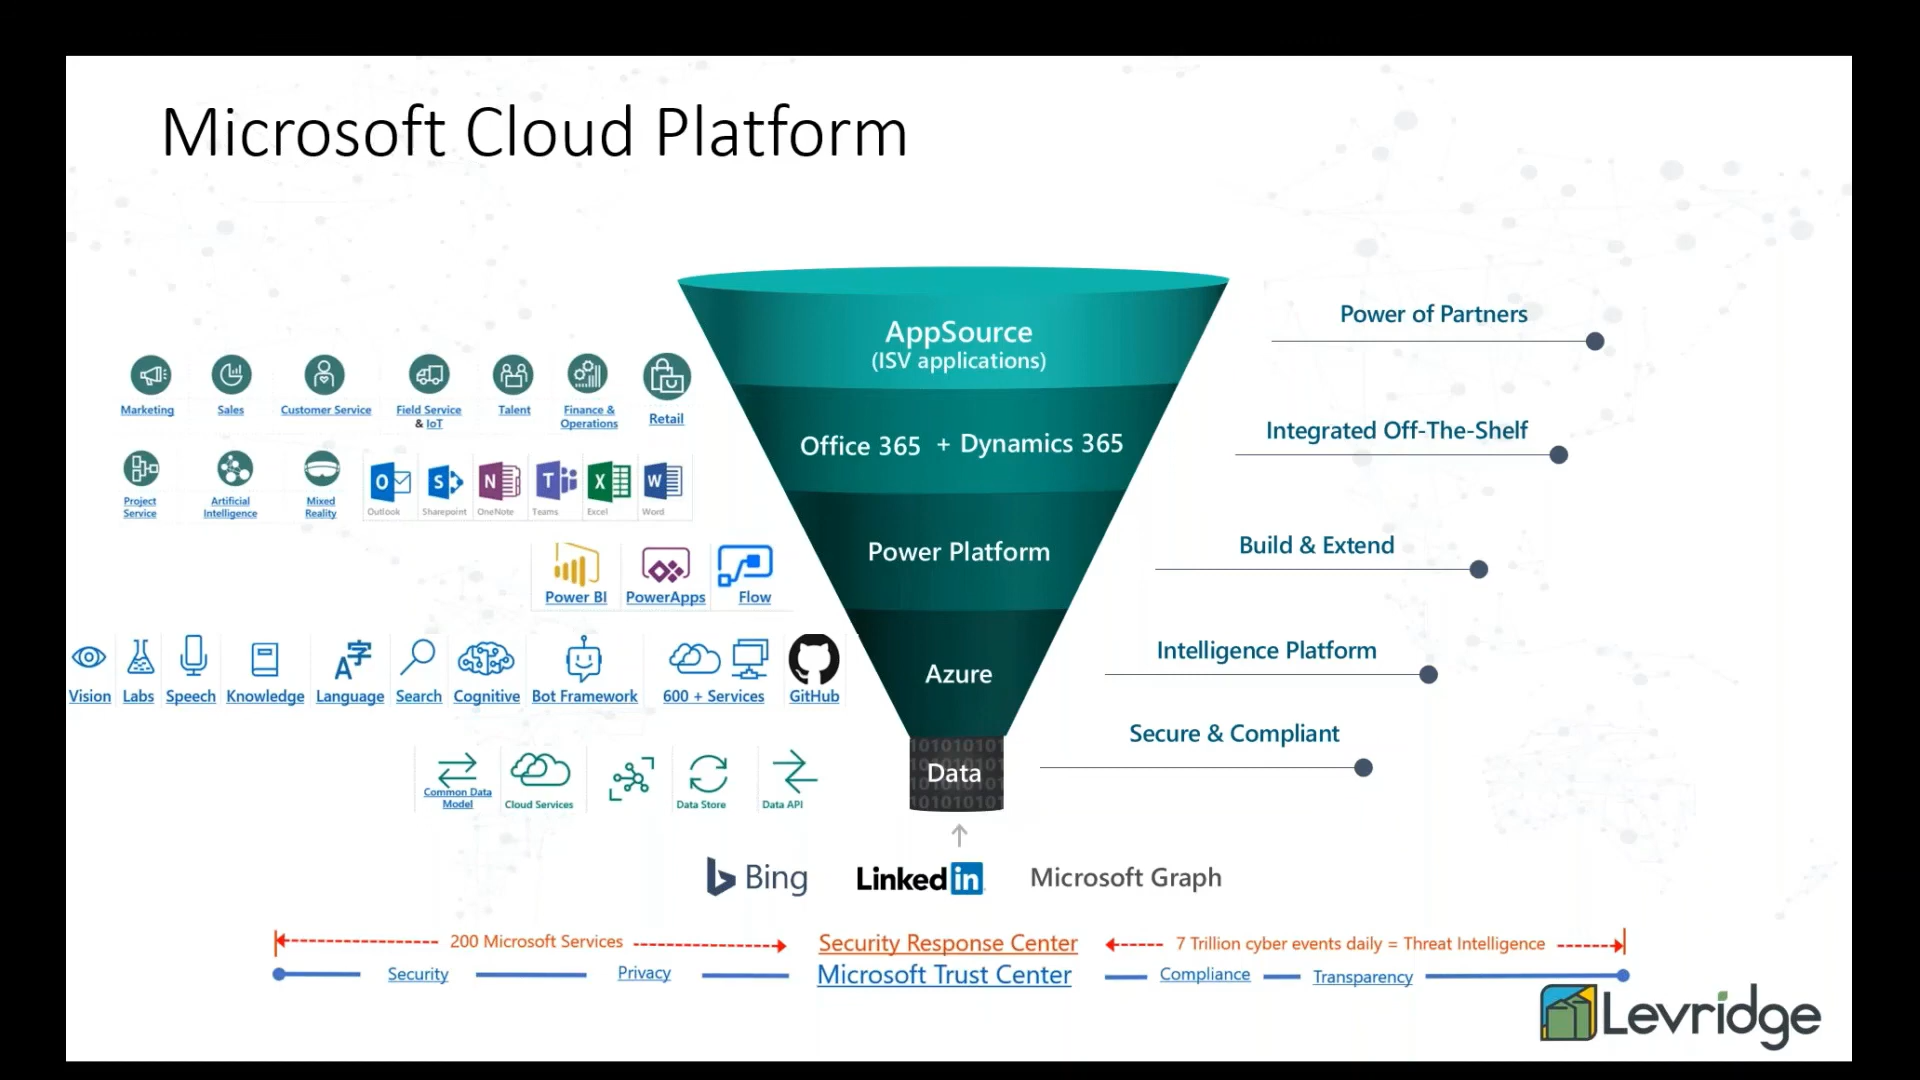 Microsoft Cloud Platform
AppSource
(ISV applications)
Office 365 + Dynamics 365
Power Platform
Azure
01010101
Data
01010101
Power of Partners
Integrated Off-The-Shelf
Build & Extend
Intelligence Platform
Secure & Compliant
Marketing
Sales
Customer Service
Field Service
& IoT
Talent
Finance &
Operations
Retail
Project
Service
Artificial
Intelligence
Mixed
Reality
O
Outlook
S
Sharepoint
N
OneNote
T
Teams
X
Excel
W
Word
Power BI
PowerApps
Flow
Vision
Labs
Speech
Knowledge
A字
Language
Search
Cognitive
Bot Framework
600 + Services
GitHub
Common Data
Model
Cloud Services
Data Store
Data API
Bing
Linked in
Microsoft Graph
200 Microsoft Services
Security Response Center
7 Trillion cyber events daily = Threat Intelligence
Security
Privacy
Microsoft Trust Center
Compliance
Transparency
Levridge